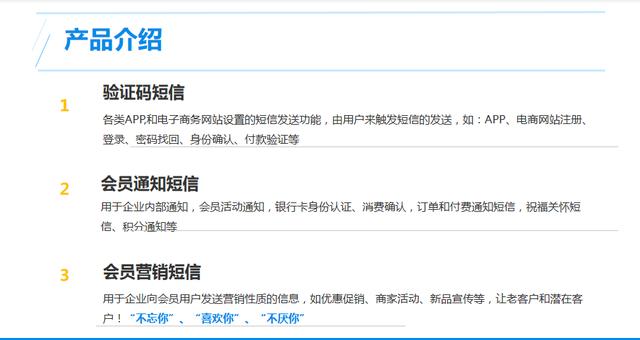 产品介绍
1
验证码短信
各类APP,和电子商务网站设置的短信发送功能，由用户来触发短信的发送，如：APP、电商网站注册、
登录、密码找回、身份确认、付款验证等
2
会员通知短信
用于企业内部通知，会员活动通知，银行卡身份认证、消费确认，订单和付费通知短信，祝福关怀短
信、积分通知等
3
会员营销短信
用于企业向会员用户发送营销性质的信息，如优惠促销、商家活动、新品宣传等，让老客户和潜在客
户！“不忘你”、“喜欢你”、“不厌你”